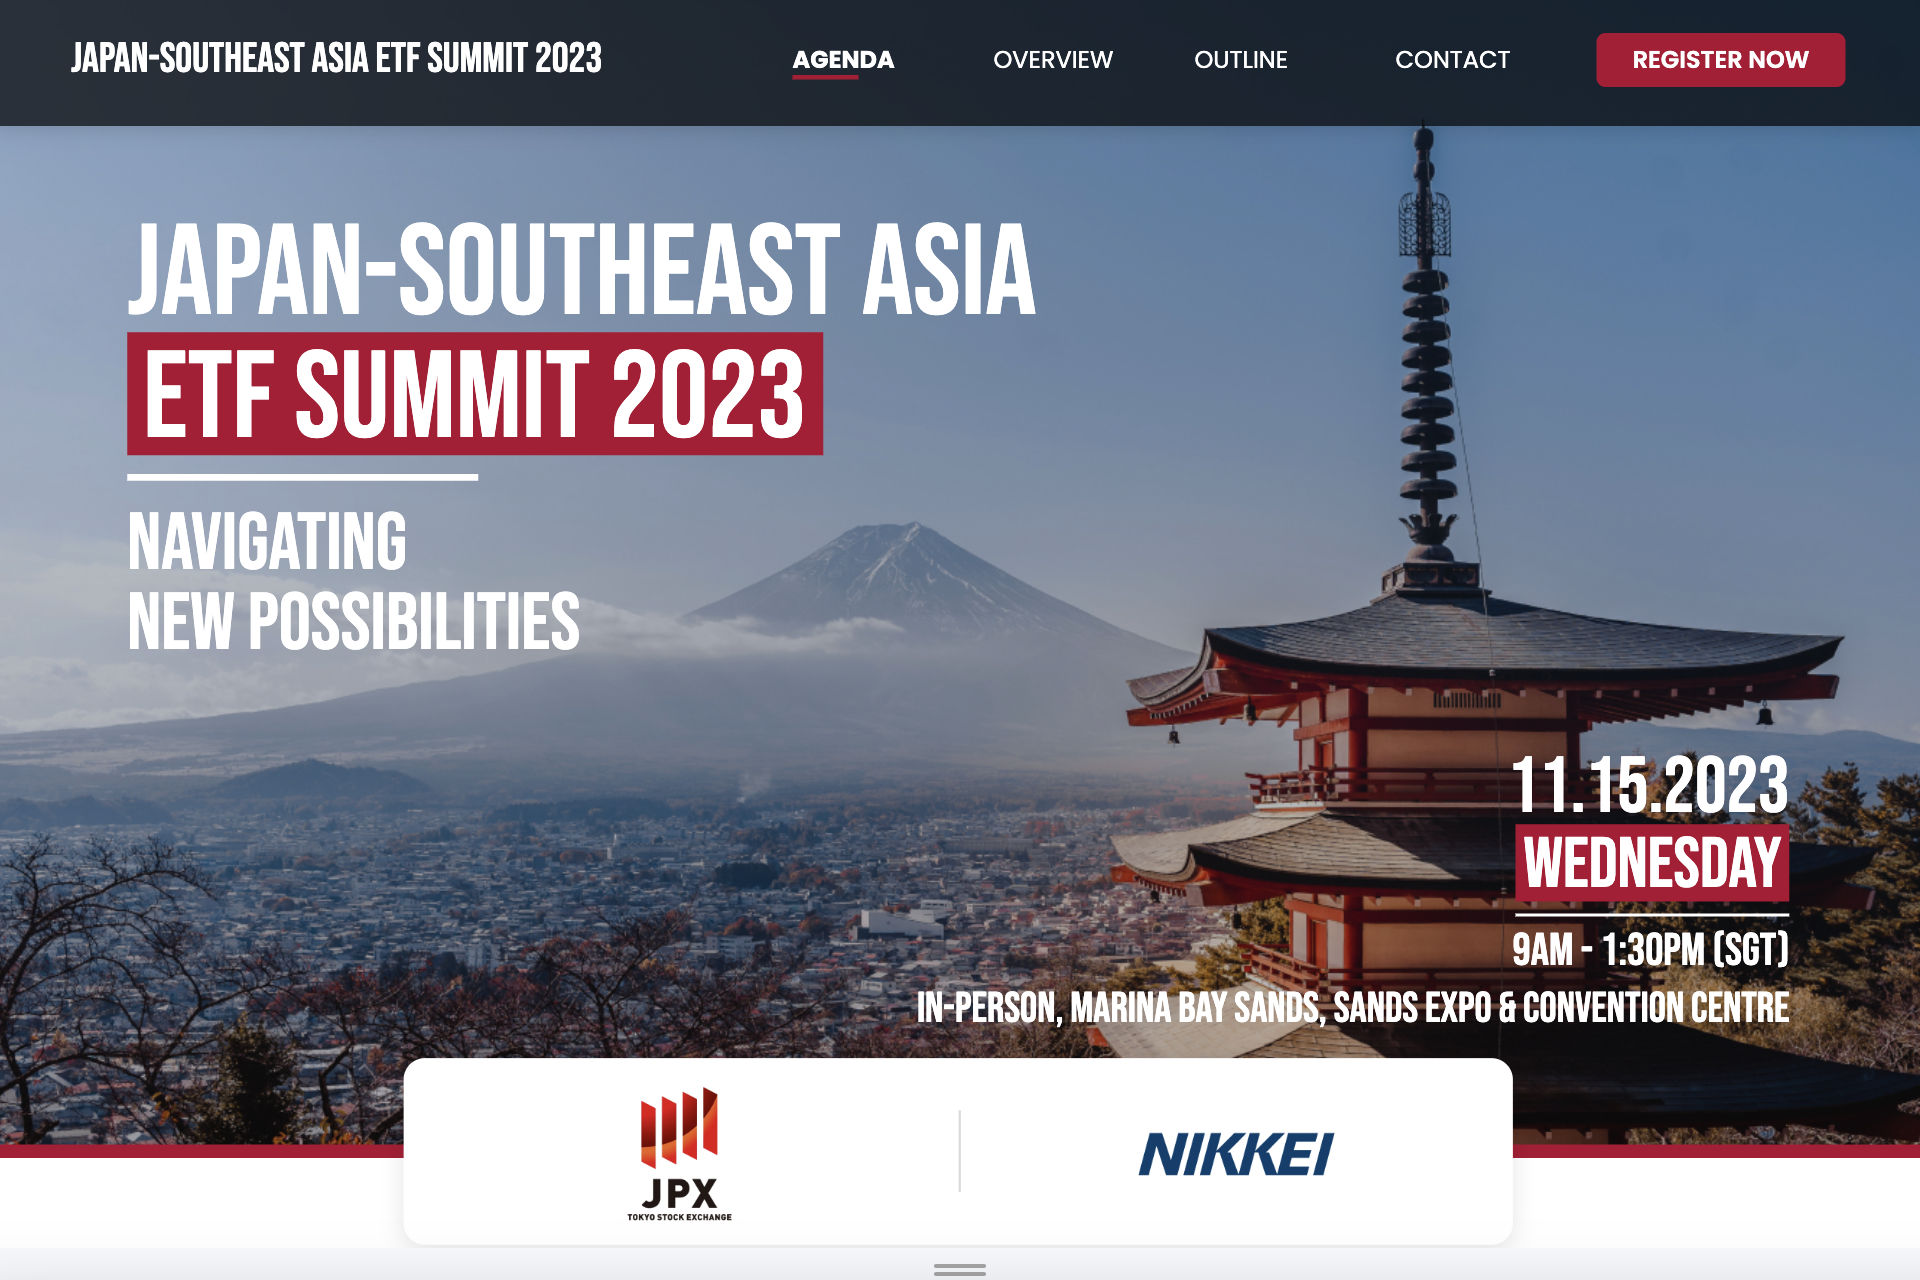 JAPAN-SOUTHEAST ASIA ETF SUMMIT 2023
AGENDA
OVERVIEW
OUTLINE
CONTACT
REGISTER NOW
JAPAN-SOUTHEAST ASIA
ETF SUMMIT 2023
NAVIGATING
NEW POSSIBILITIES
11.15.2023
WEDNESDAY
9AM - 1:30PM (SGT)
IN-PERSON, MARINA BAY SANDS, SANDS EXPO & CONVENTION CENTRE
JPX
TOKYO STOCK EXCHANGE
NIKKEI